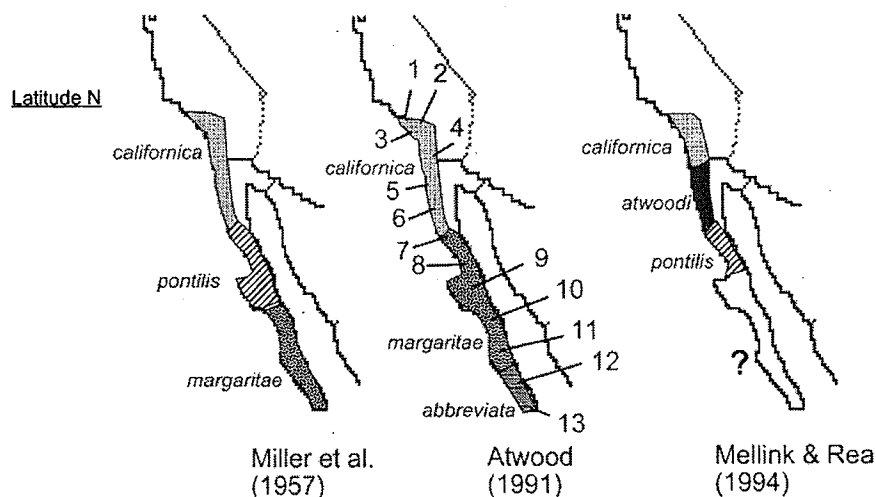 Latitude N
californica
pontilis
margaritae
Miller et al.
(1957)
1
2
3
4
californica
5
6
7
8
9
10
margaritae
11
12
abbreviata
13
Atwood
(1991)
californica
atwoodi
pontilis
?
Mellink & Rea
(1994)